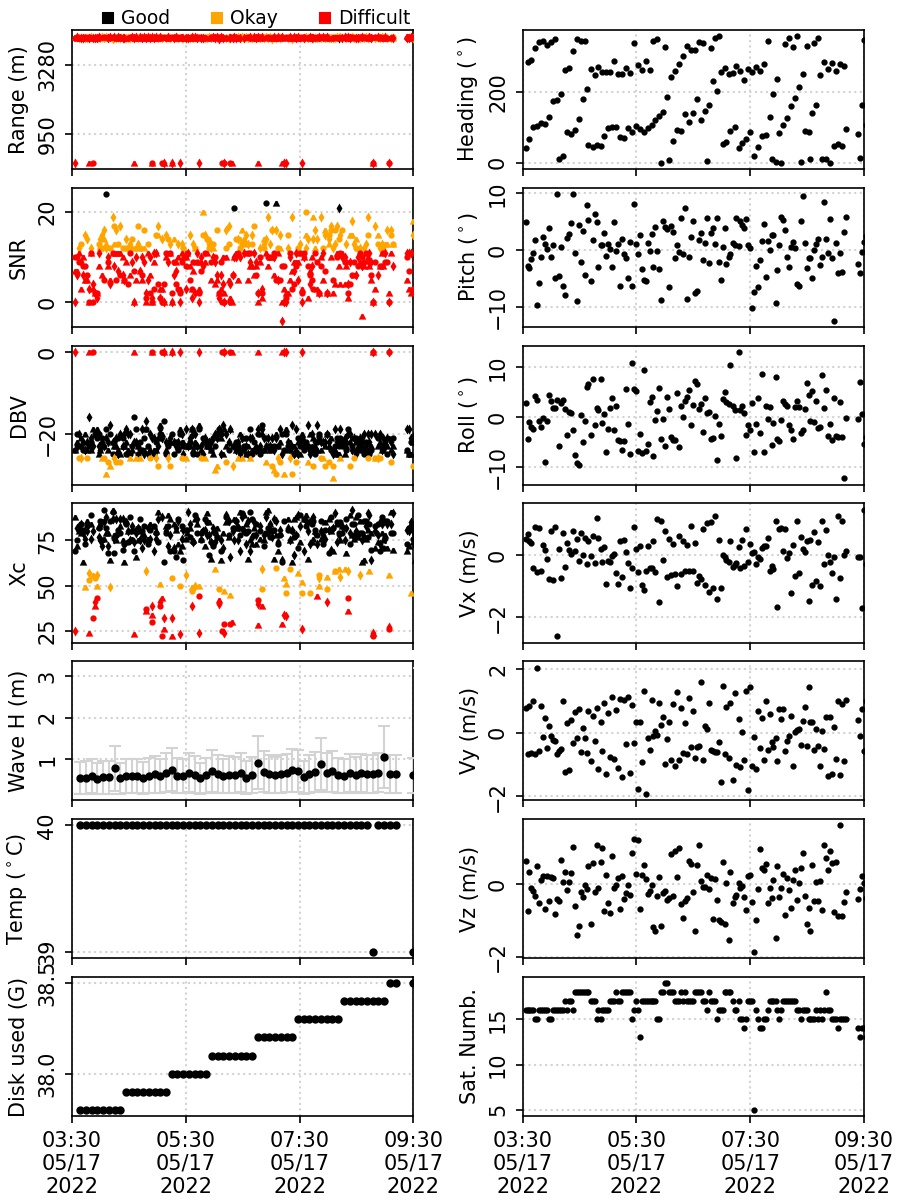 Good Okay Difficult
Range (m)
3280
950
Heading (°)
200
0
SNR
20
0
Pitch (°)
10
0
−10
DBV
0
−20
Roll (°)
10
0
−10
Xc
75
50
25
Vx (m/s)
0
−2
Wave H (m)
3
2
1
Vy (m/s)
2
0
−2
Temp (°C)
40
39
Vz (m/s)
0
−2
Disk used (G)
38.5
38.0
Sat. Numb.
15
10
5
03:30 05:30 07:30 09:30
05/17 05/17 05/17 05/17
2022 2022 2022 2022
03:30 05:30 07:30 09:30
05/17 05/17 05/17 05/17
2022 2022 2022 2022